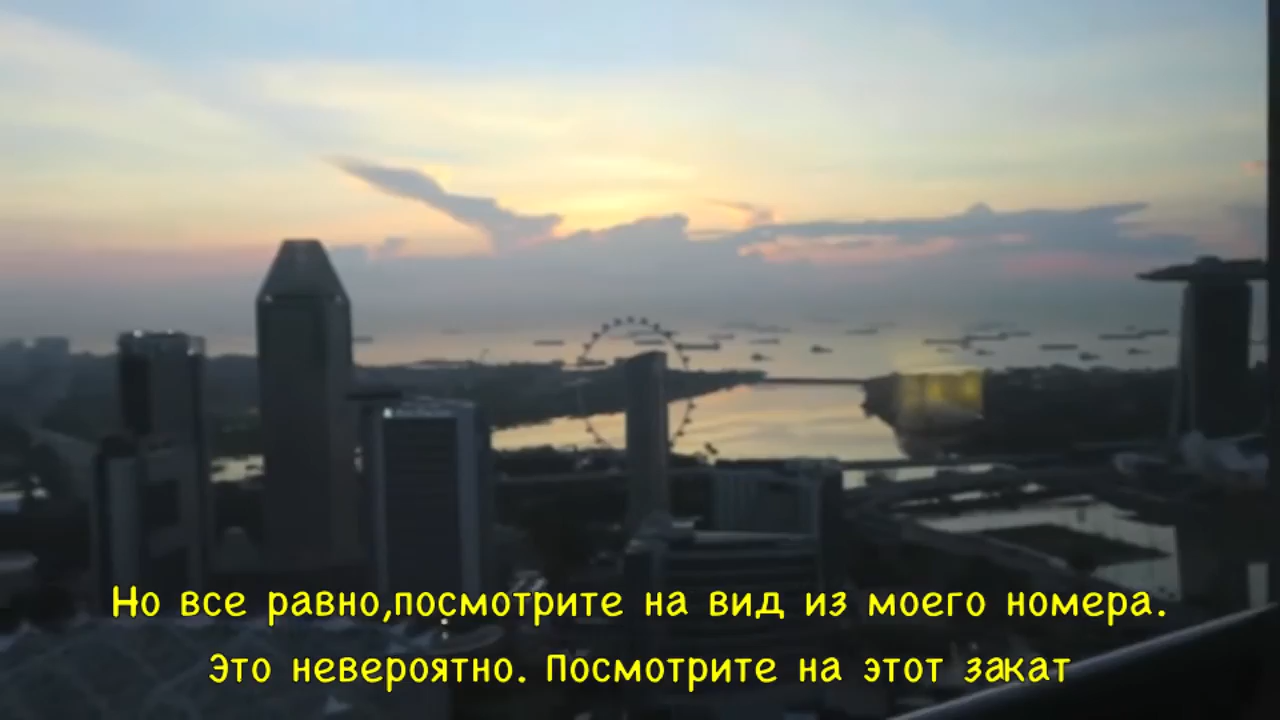 Но все равно,посмотрите на вид из моего номера.
Это невероятно. Посмотрите на этот закат